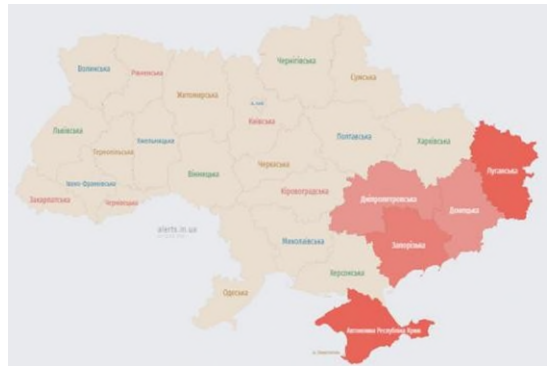 Чернігівська
Волинська
Рівненська
Сумська
Житомирська
Київська
Львівська
Полтавська
Харківська
Тернопільська
Хмельницька
Черкаська
Луганська
Вінницька
Івано-Франківська
Закарпатська
Чернівецька
Кіровоградська
Дніпропетровська
Донецька
alerts.in.ua
Миколаївська
Запорізька
Херсонська
Одеська
Автономна Республіка Крим